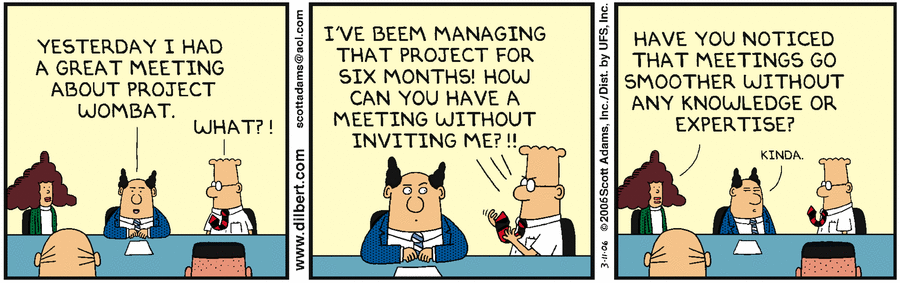 YESTERDAY I HAD
A GREAT MEETING
ABOUT PROJECT
WOMBAT.
WHAT?!
www.dilbert.com scottadams@aol.com
I'VE BEEM MANAGING
THAT PROJECT FOR
SIX MONTHS! HOW
CAN YOU HAVE A
MEETING WITHOUT
INVITING ME?!!
3-11-06 ©2006 Scott Adams, Inc./Dist. by UFS, Inc.
HAVE YOU NOTICED
THAT MEETINGS GO
SMOOTHER WITHOUT
ANY KNOWLEDGE OR
EXPERTISE?
KINDA.